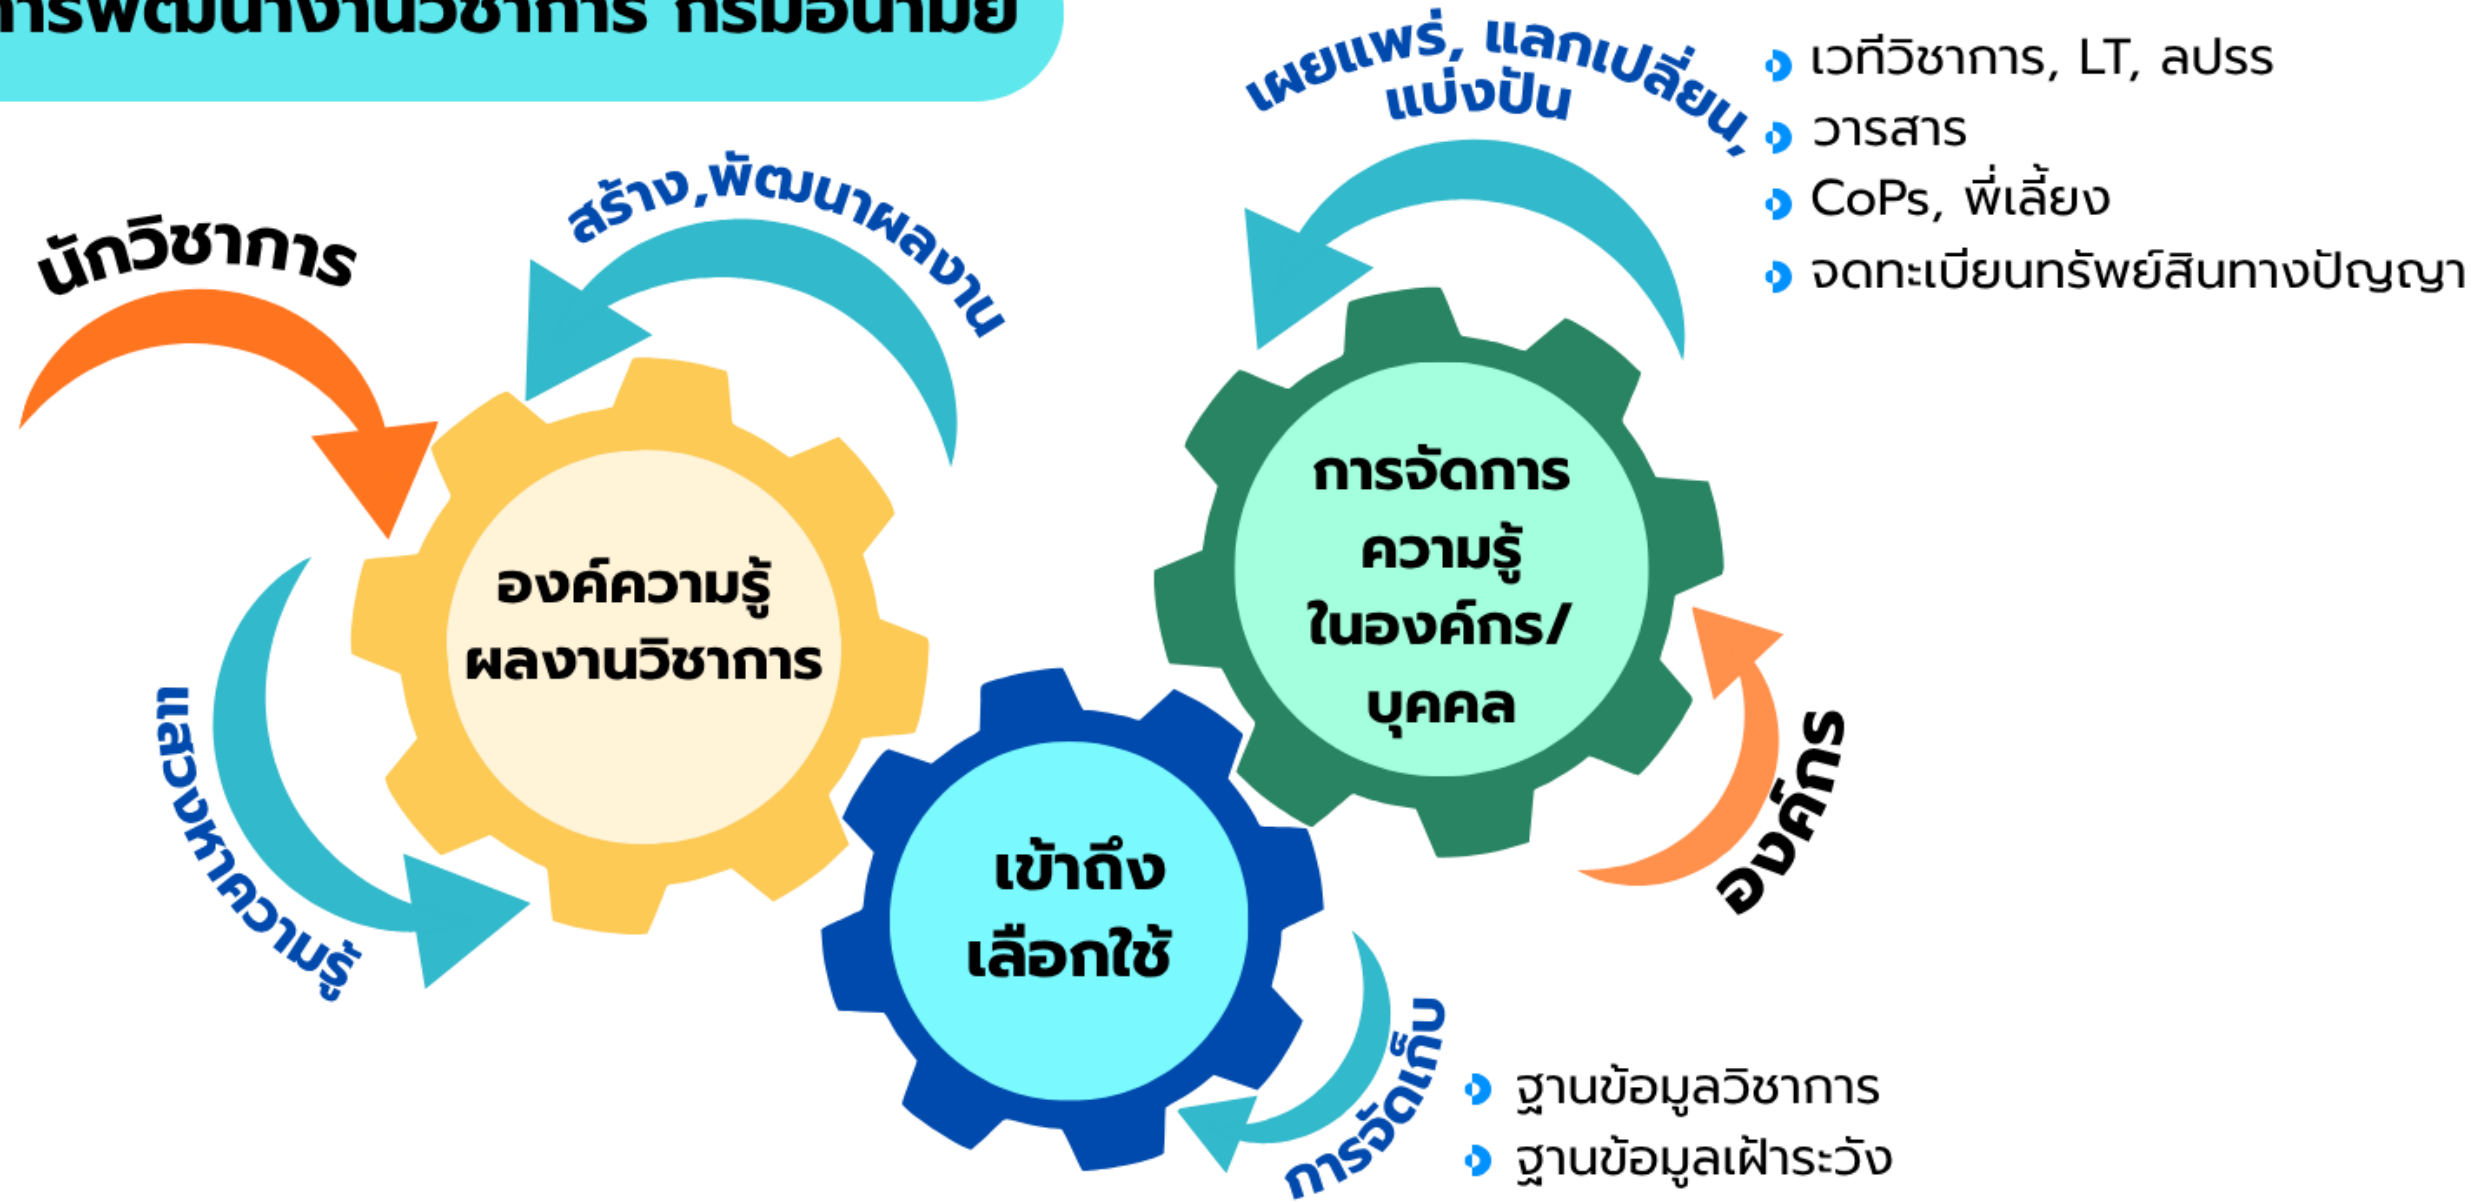 การพัฒนางานวิชาการ กรมอนามัย
เผยแพร่, แลกเปลี่ยน,
แบ่งปัน
เวทีวิชาการ, LT, ลปรร
วารสาร
CoPs, พี่เลี้ยง
จดทะเบียนทรัพย์สินทางปัญญา
สร้าง,พัฒนาผลงาน
นักวิชาการ
องค์ความรู้
ผลงานวิชาการ
แสวงหาความรู้
การจัดการ
ความรู้
ในองค์กร/
บุคคล
องค์กร
เข้าถึง
เลือกใช้
การจัดเก็บ
ฐานข้อมูลวิชาการ
ฐานข้อมูลเฝ้าระวัง